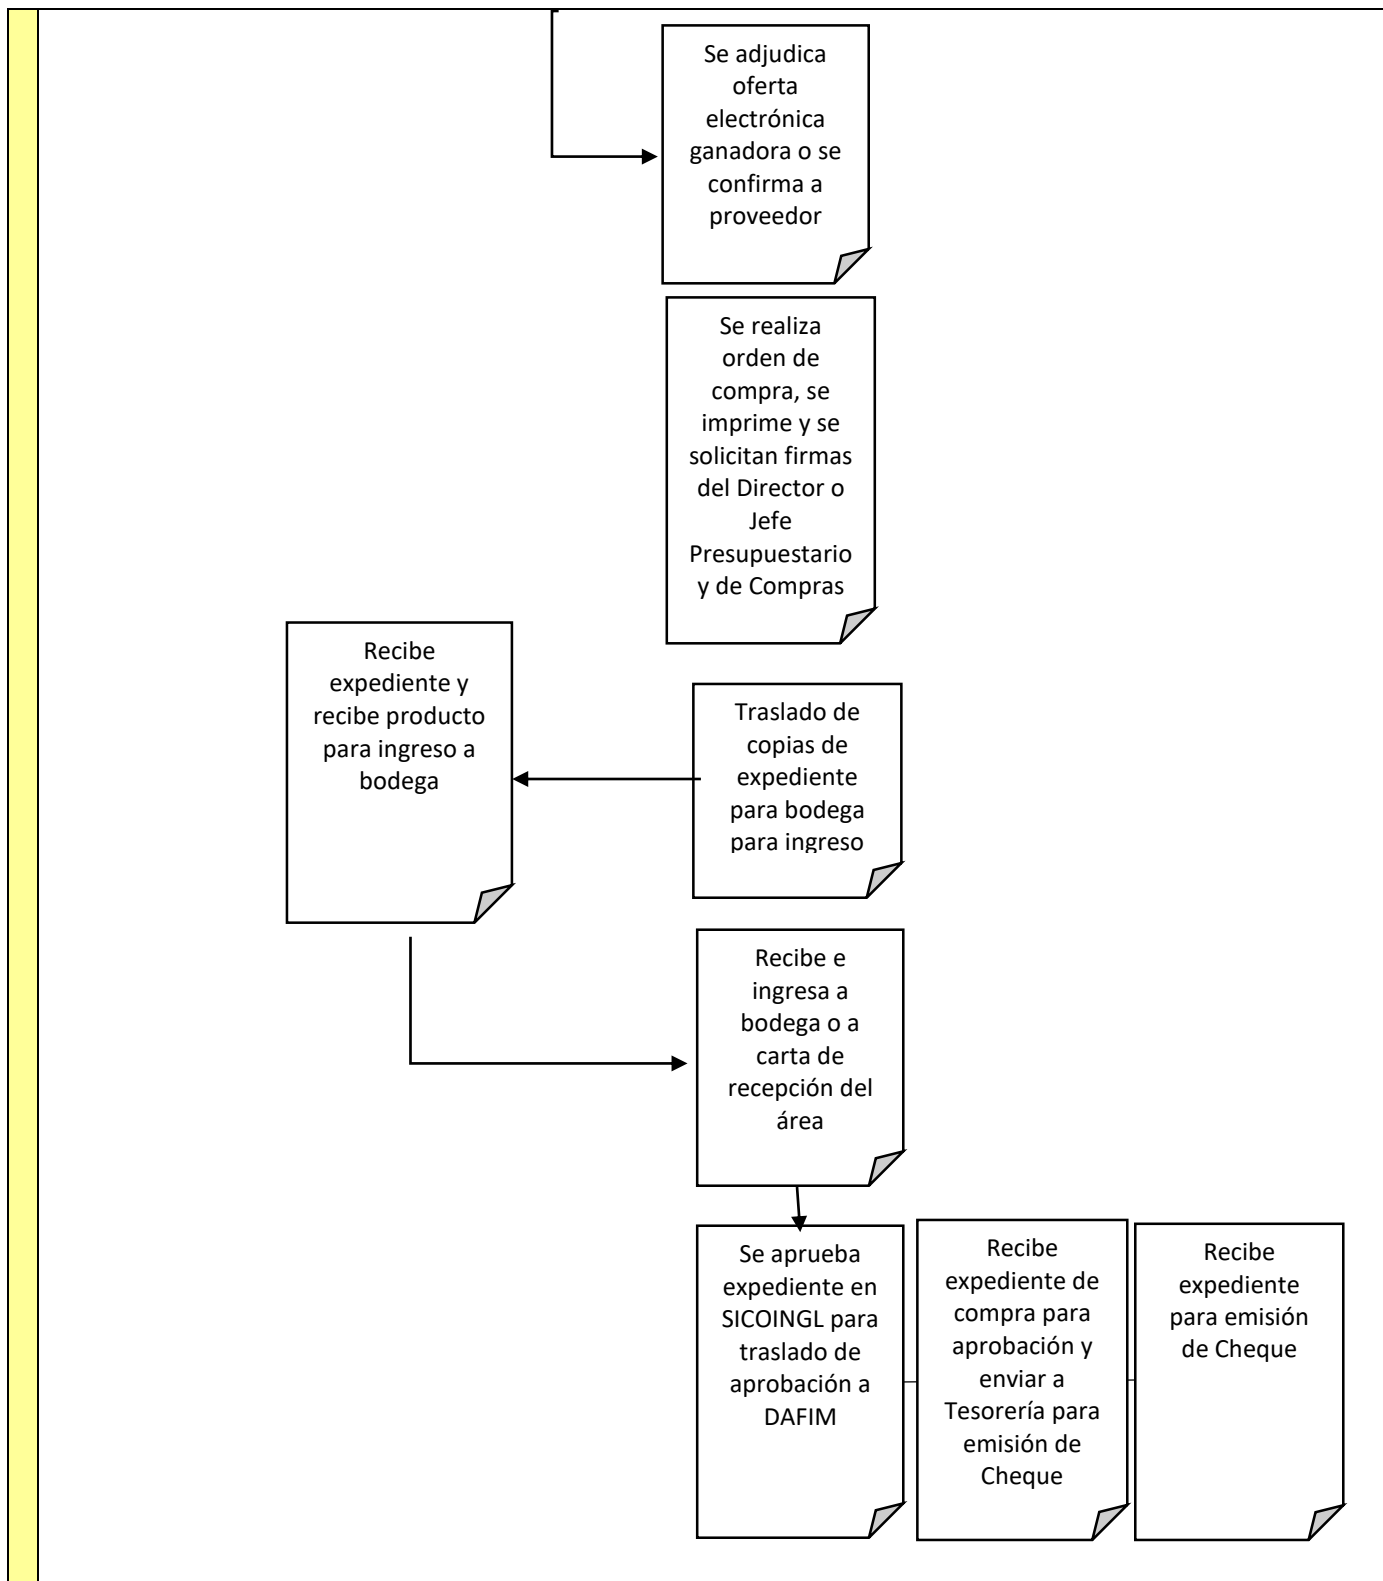 Se adjudica
oferta
electrónica
ganadora o se
confirma a
proveedor
Se realiza
orden de
compra, se
imprime y se
solicitan firmas
del Director o
Jefe
Presupuestario
y de Compras
Recibe
expediente y
recibe producto
para ingreso a
bodega
Traslado de
copias de
expediente
para bodega
para ingreso
Recibe e
ingresa a
bodega o a
carta de
recepción del
área
Se aprueba
expediente en
SICOINGL para
traslado de
aprobación a
DAFIM
Recibe
expediente de
compra para
aprobación y
enviar a
Tesorería para
emisión de
Cheque
Recibe
expediente
para emisión
de Cheque